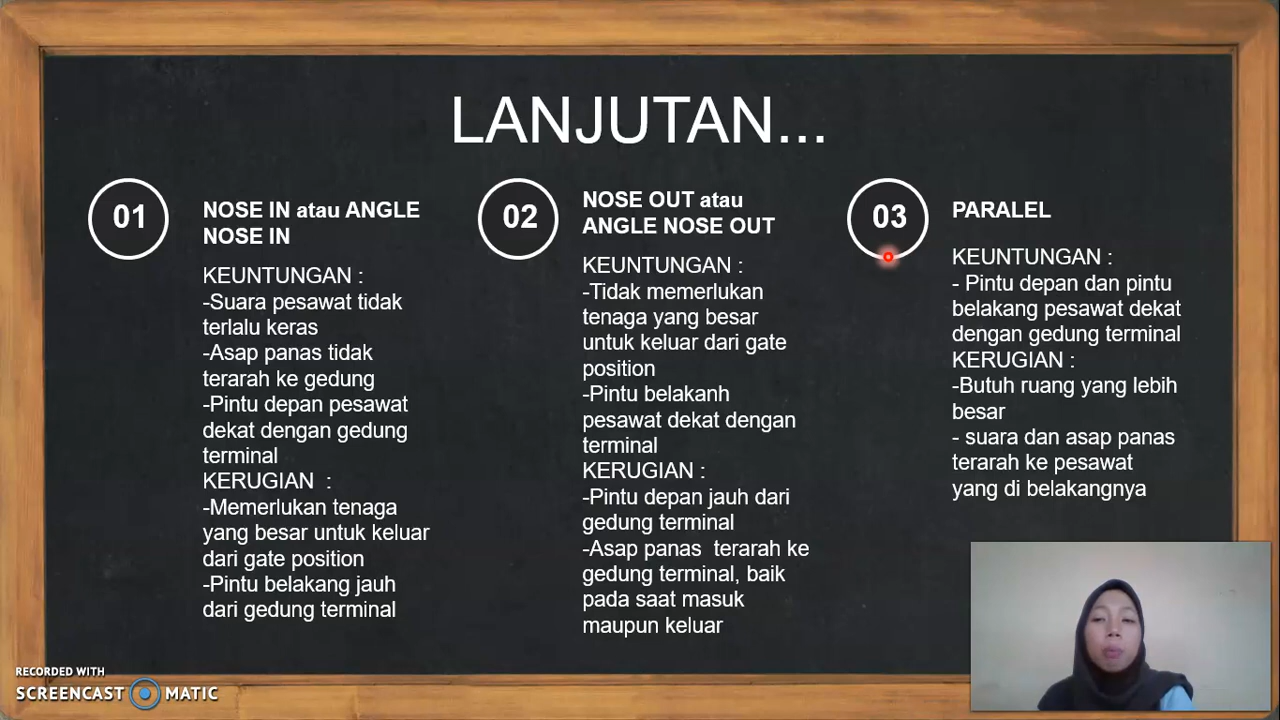 LANJUTAN...
01
NOSE IN atau ANGLE
NOSE IN
KEUNTUNGAN :
-Suara pesawat tidak
terlalu keras
-Asap panas tidak
terarah ke gedung
-Pintu depan pesawat
dekat dengan gedung
terminal
KERUGIAN  :
-Memerlukan tenaga
yang besar untuk keluar
dari gate position
-Pintu belakang jauh
dari gedung terminal
02
NOSE OUT atau
ANGLE NOSE OUT
KEUNTUNGAN :
-Tidak memerlukan
tenaga yang besar
untuk keluar dari gate
position
-Pintu belakanh
pesawat dekat dengan
terminal
KERUGIAN :
-Pintu depan jauh dari
gedung terminal
-Asap panas  terarah ke
gedung terminal, baik
pada saat masuk
maupun keluar
03
PARALEL
KEUNTUNGAN :
- Pintu depan dan pintu
belakang pesawat dekat
dengan gedung terminal
KERUGIAN :
-Butuh ruang yang lebih
besar
- suara dan asap panas
terarah ke pesawat
yang di belakangnya
RECORDED WITH
SCREENCAST MATIC